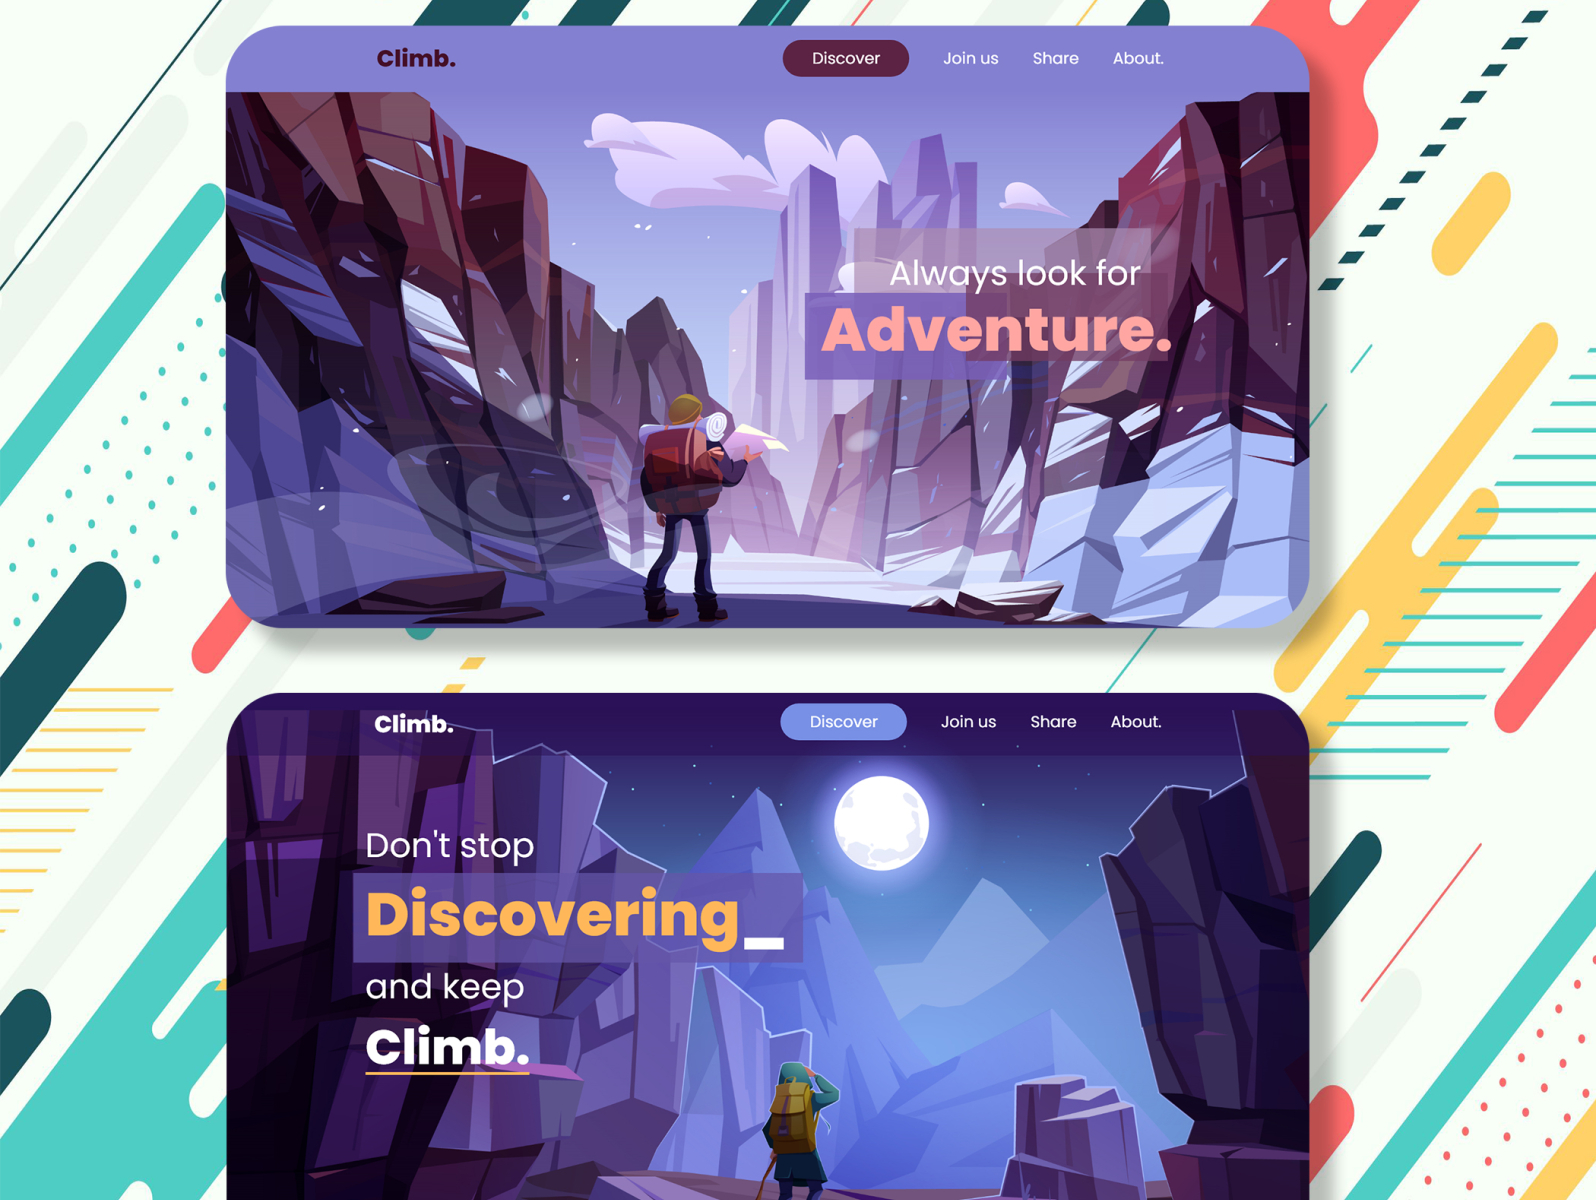 Climb.
Discover
Join us
Share
About.
Always look for
Adventure.
Climb.
Discover
Join us
Share
About.
Don't stop
Discovering_
and keep
Climb.